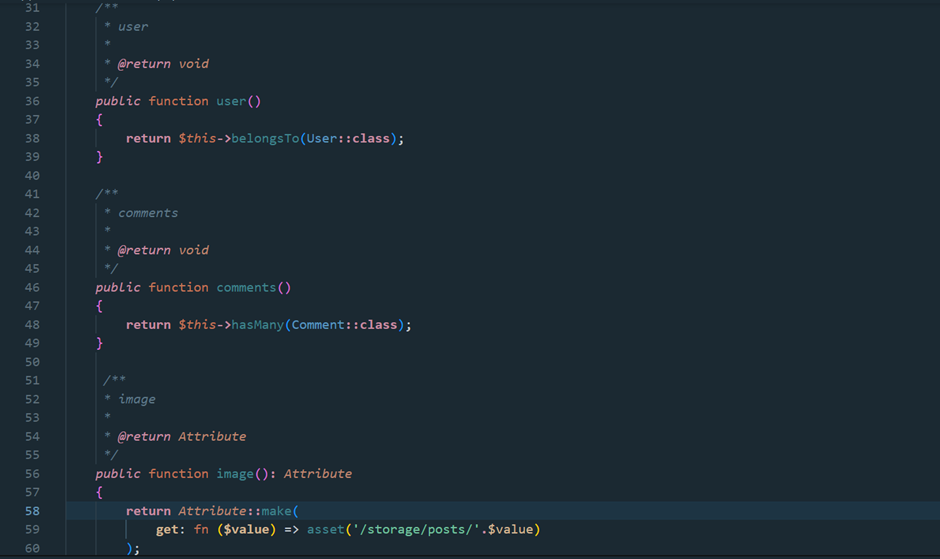 31 /**
32 * user
33 *
34 * @return void
35 */
36 public function user()
37 {
38 return $this->belongsTo(User::class);
39 }
40
41 /**
42 * comments
43 *
44 * @return void
45 */
46 public function comments()
47 {
48 return $this->hasMany(Comment::class);
49 }
50
51 /**
52 * image
53 *
54 * @return Attribute
55 */
56 public function image(): Attribute
57 {
58 return Attribute::make(
59 get: fn ($value) => asset('/storage/posts/'.$value)
60 );